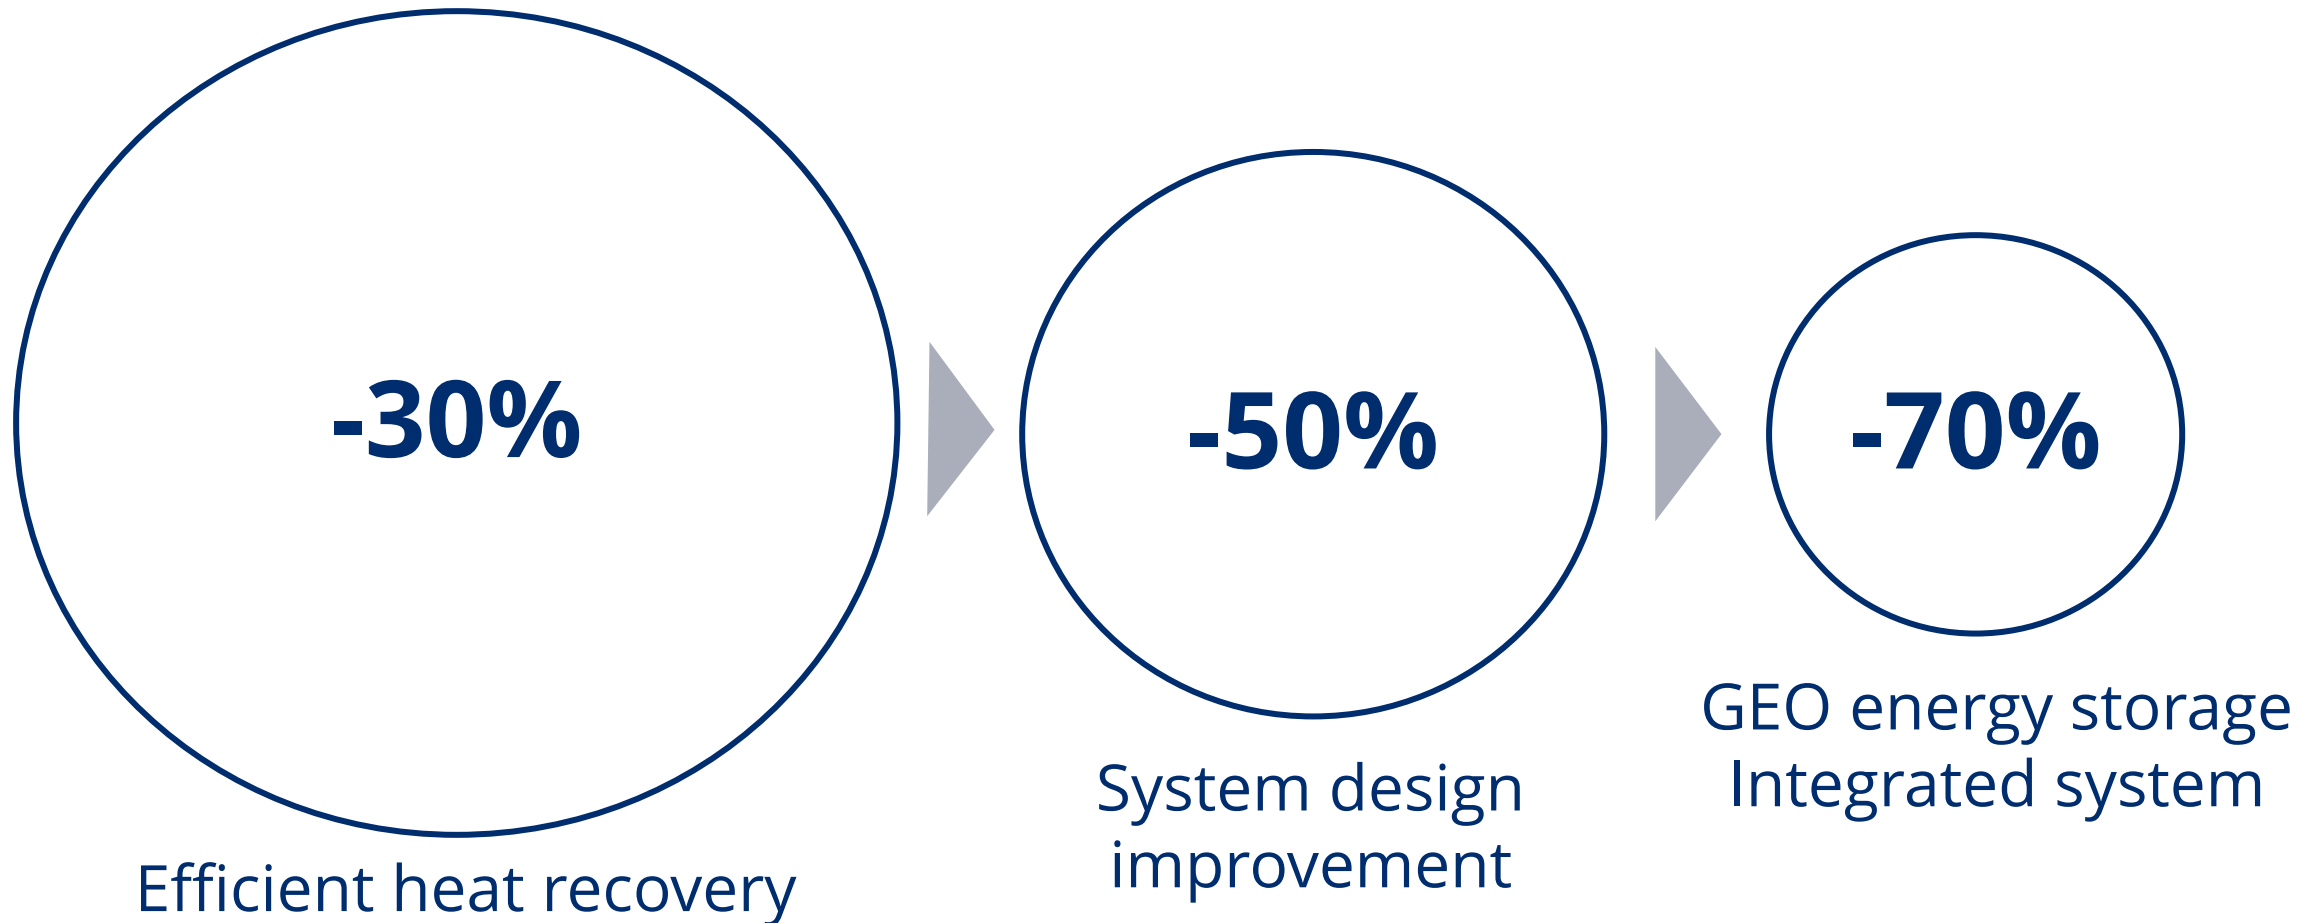 -30%
Efficient heat recovery
-50%
System design
improvement
-70%
GEO energy storage
Integrated system